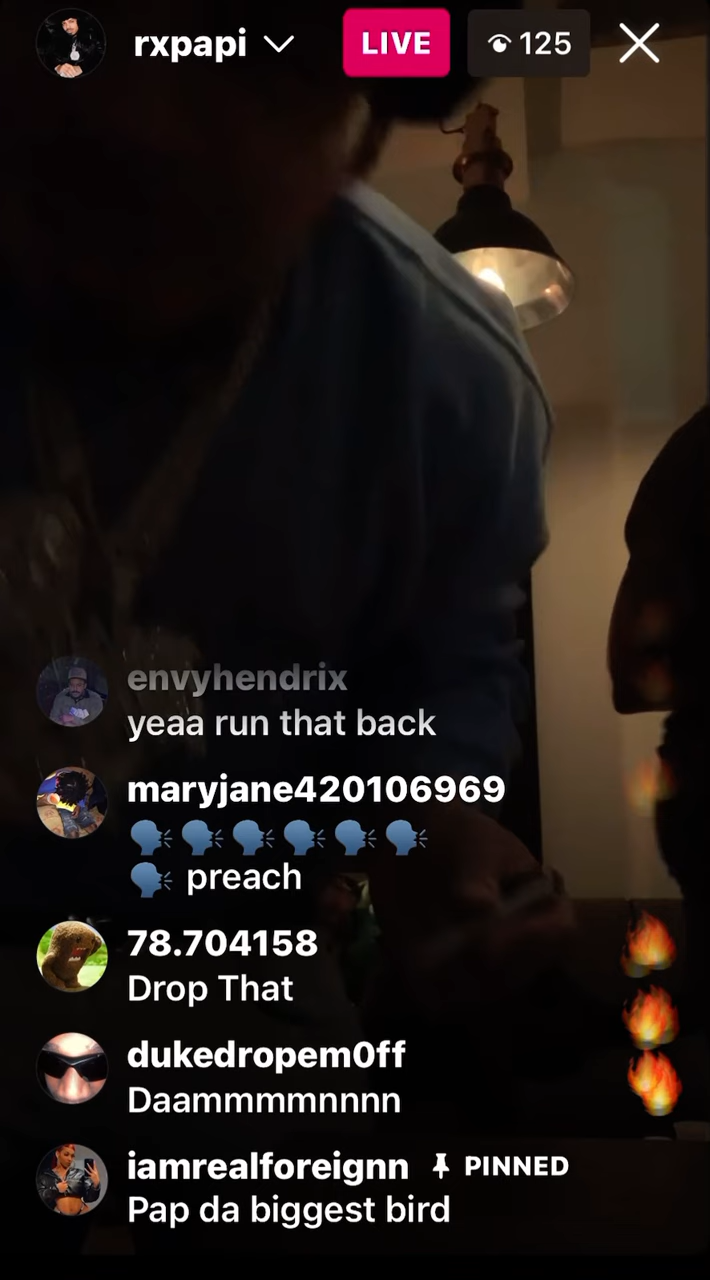 rxpapi
LIVE
125
envyhendrix
yeaa run that back
maryjane420106969
🗣️🗣️🗣️🗣️🗣️🗣️
🗣️ preach
78.704158
Drop That
dukedropem0ff
Daammmmnnnn
iamrealforeignn PINNED
Pap da biggest bird